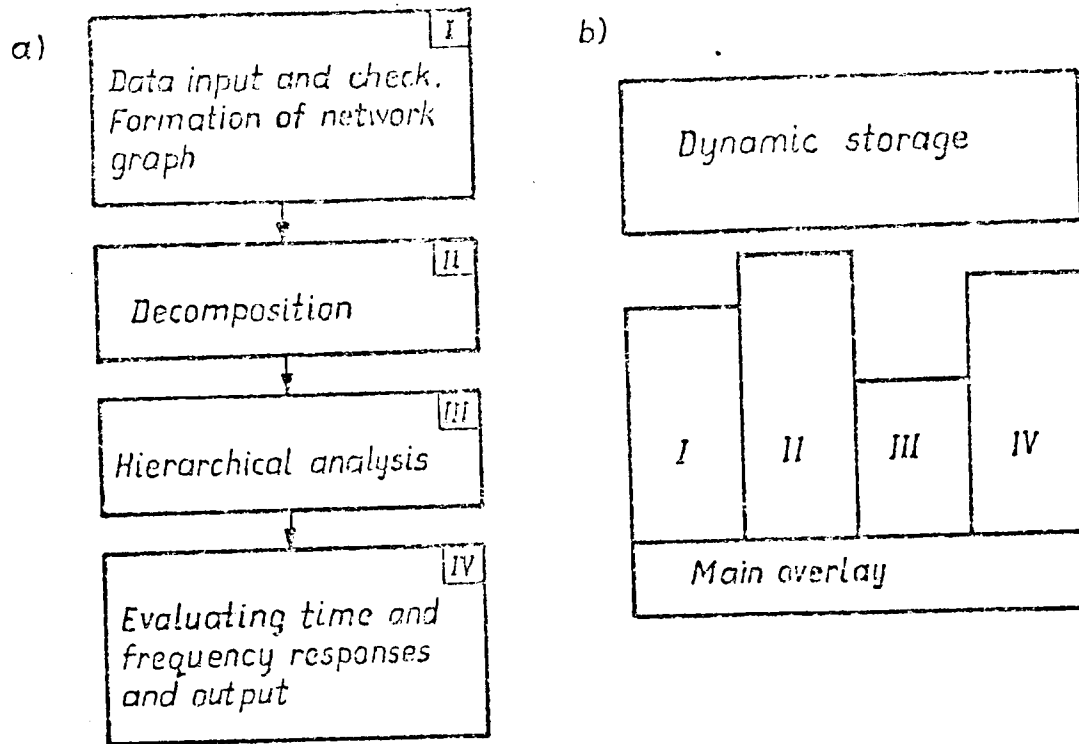 a)
I
Data input and check.
Formation of network
graph
II
Decomposition
III
Hierarchical analysis
IV
Evaluating time and
frequency responses
and output
b)
Dynamic storage
I
II
III
IV
Main overlay